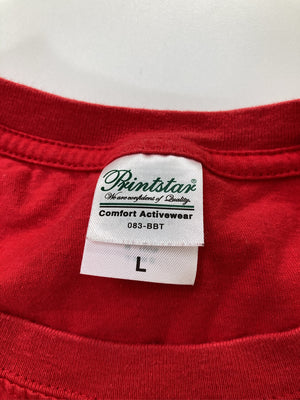 Printstar®
We are confident of Quality.
Comfort Activewear
083-BBT
L